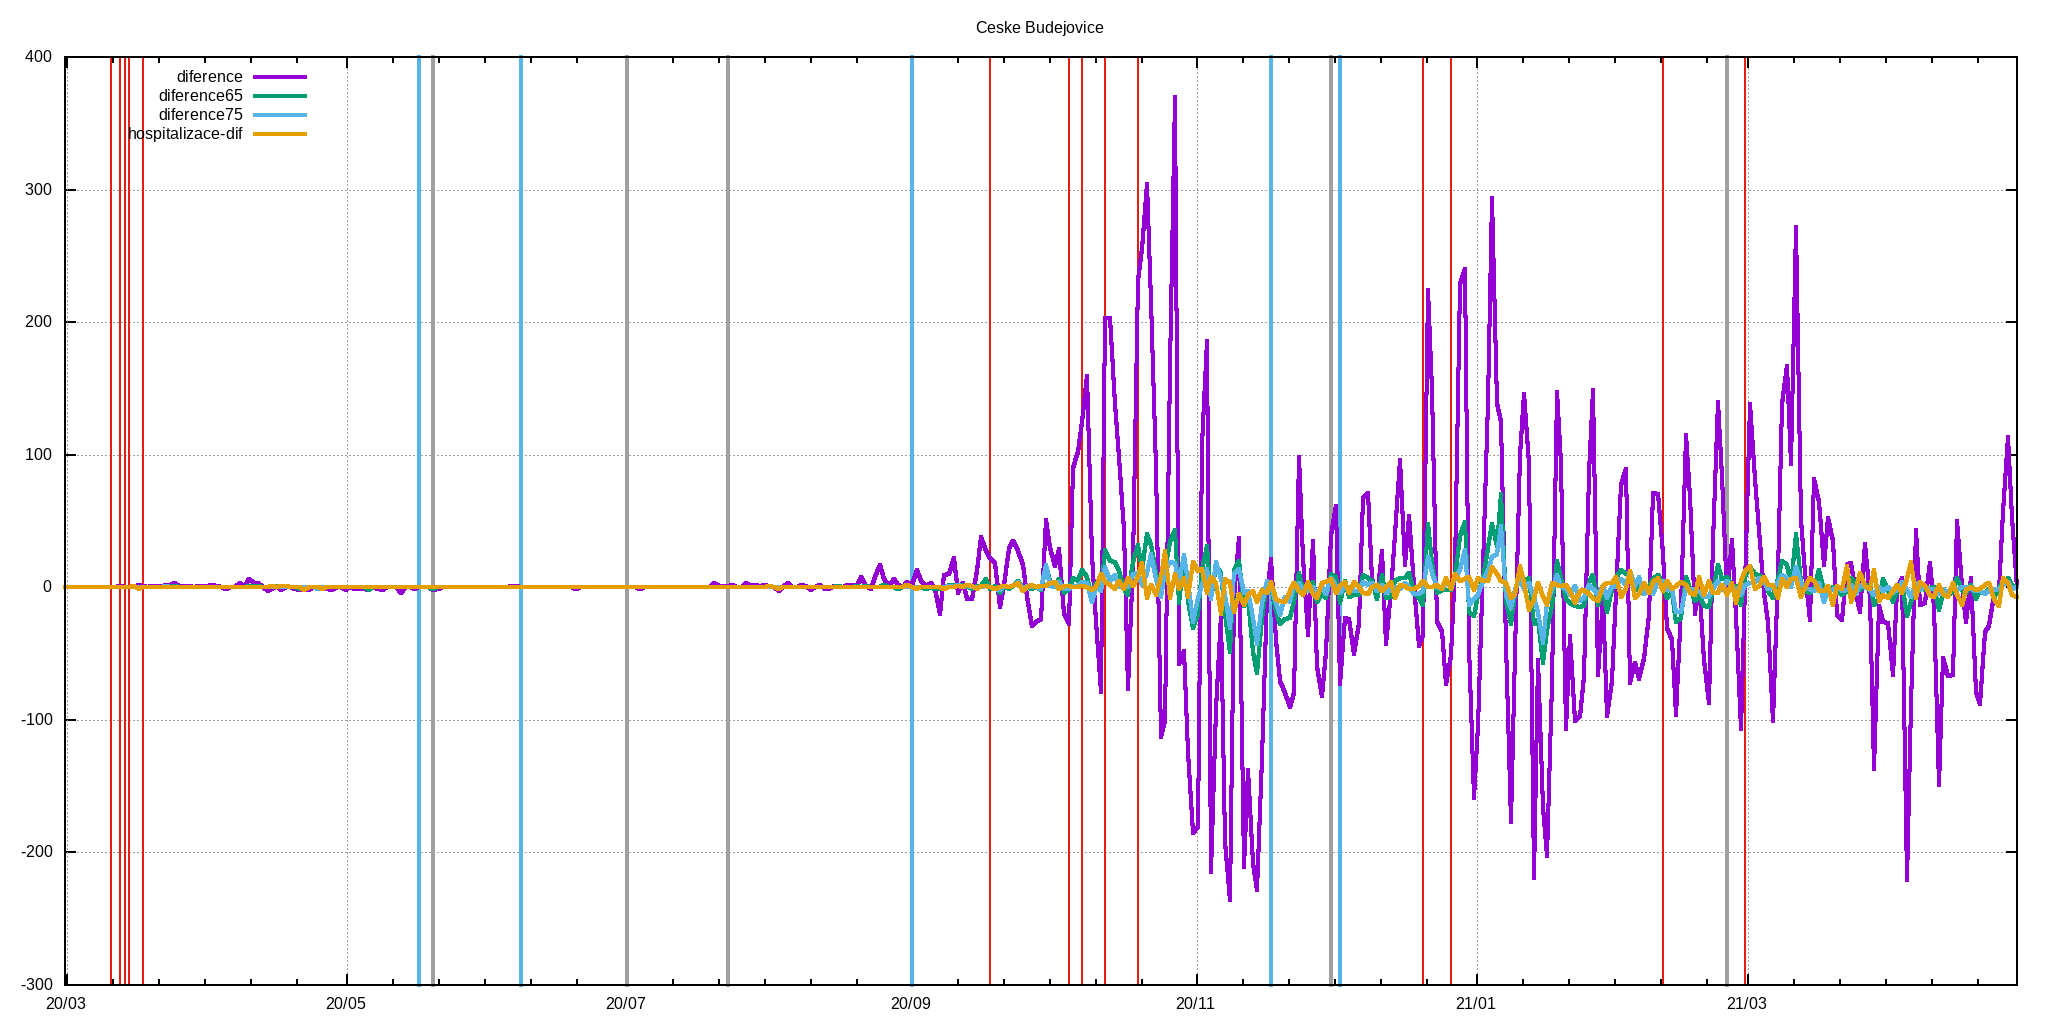 Ceske Budejovice
400
300
200
100
0
-100
-200
-300
diference
diference65
diference75
hospitalizace-dif
20/03 20/05 20/07 20/09 20/11 21/01 21/03